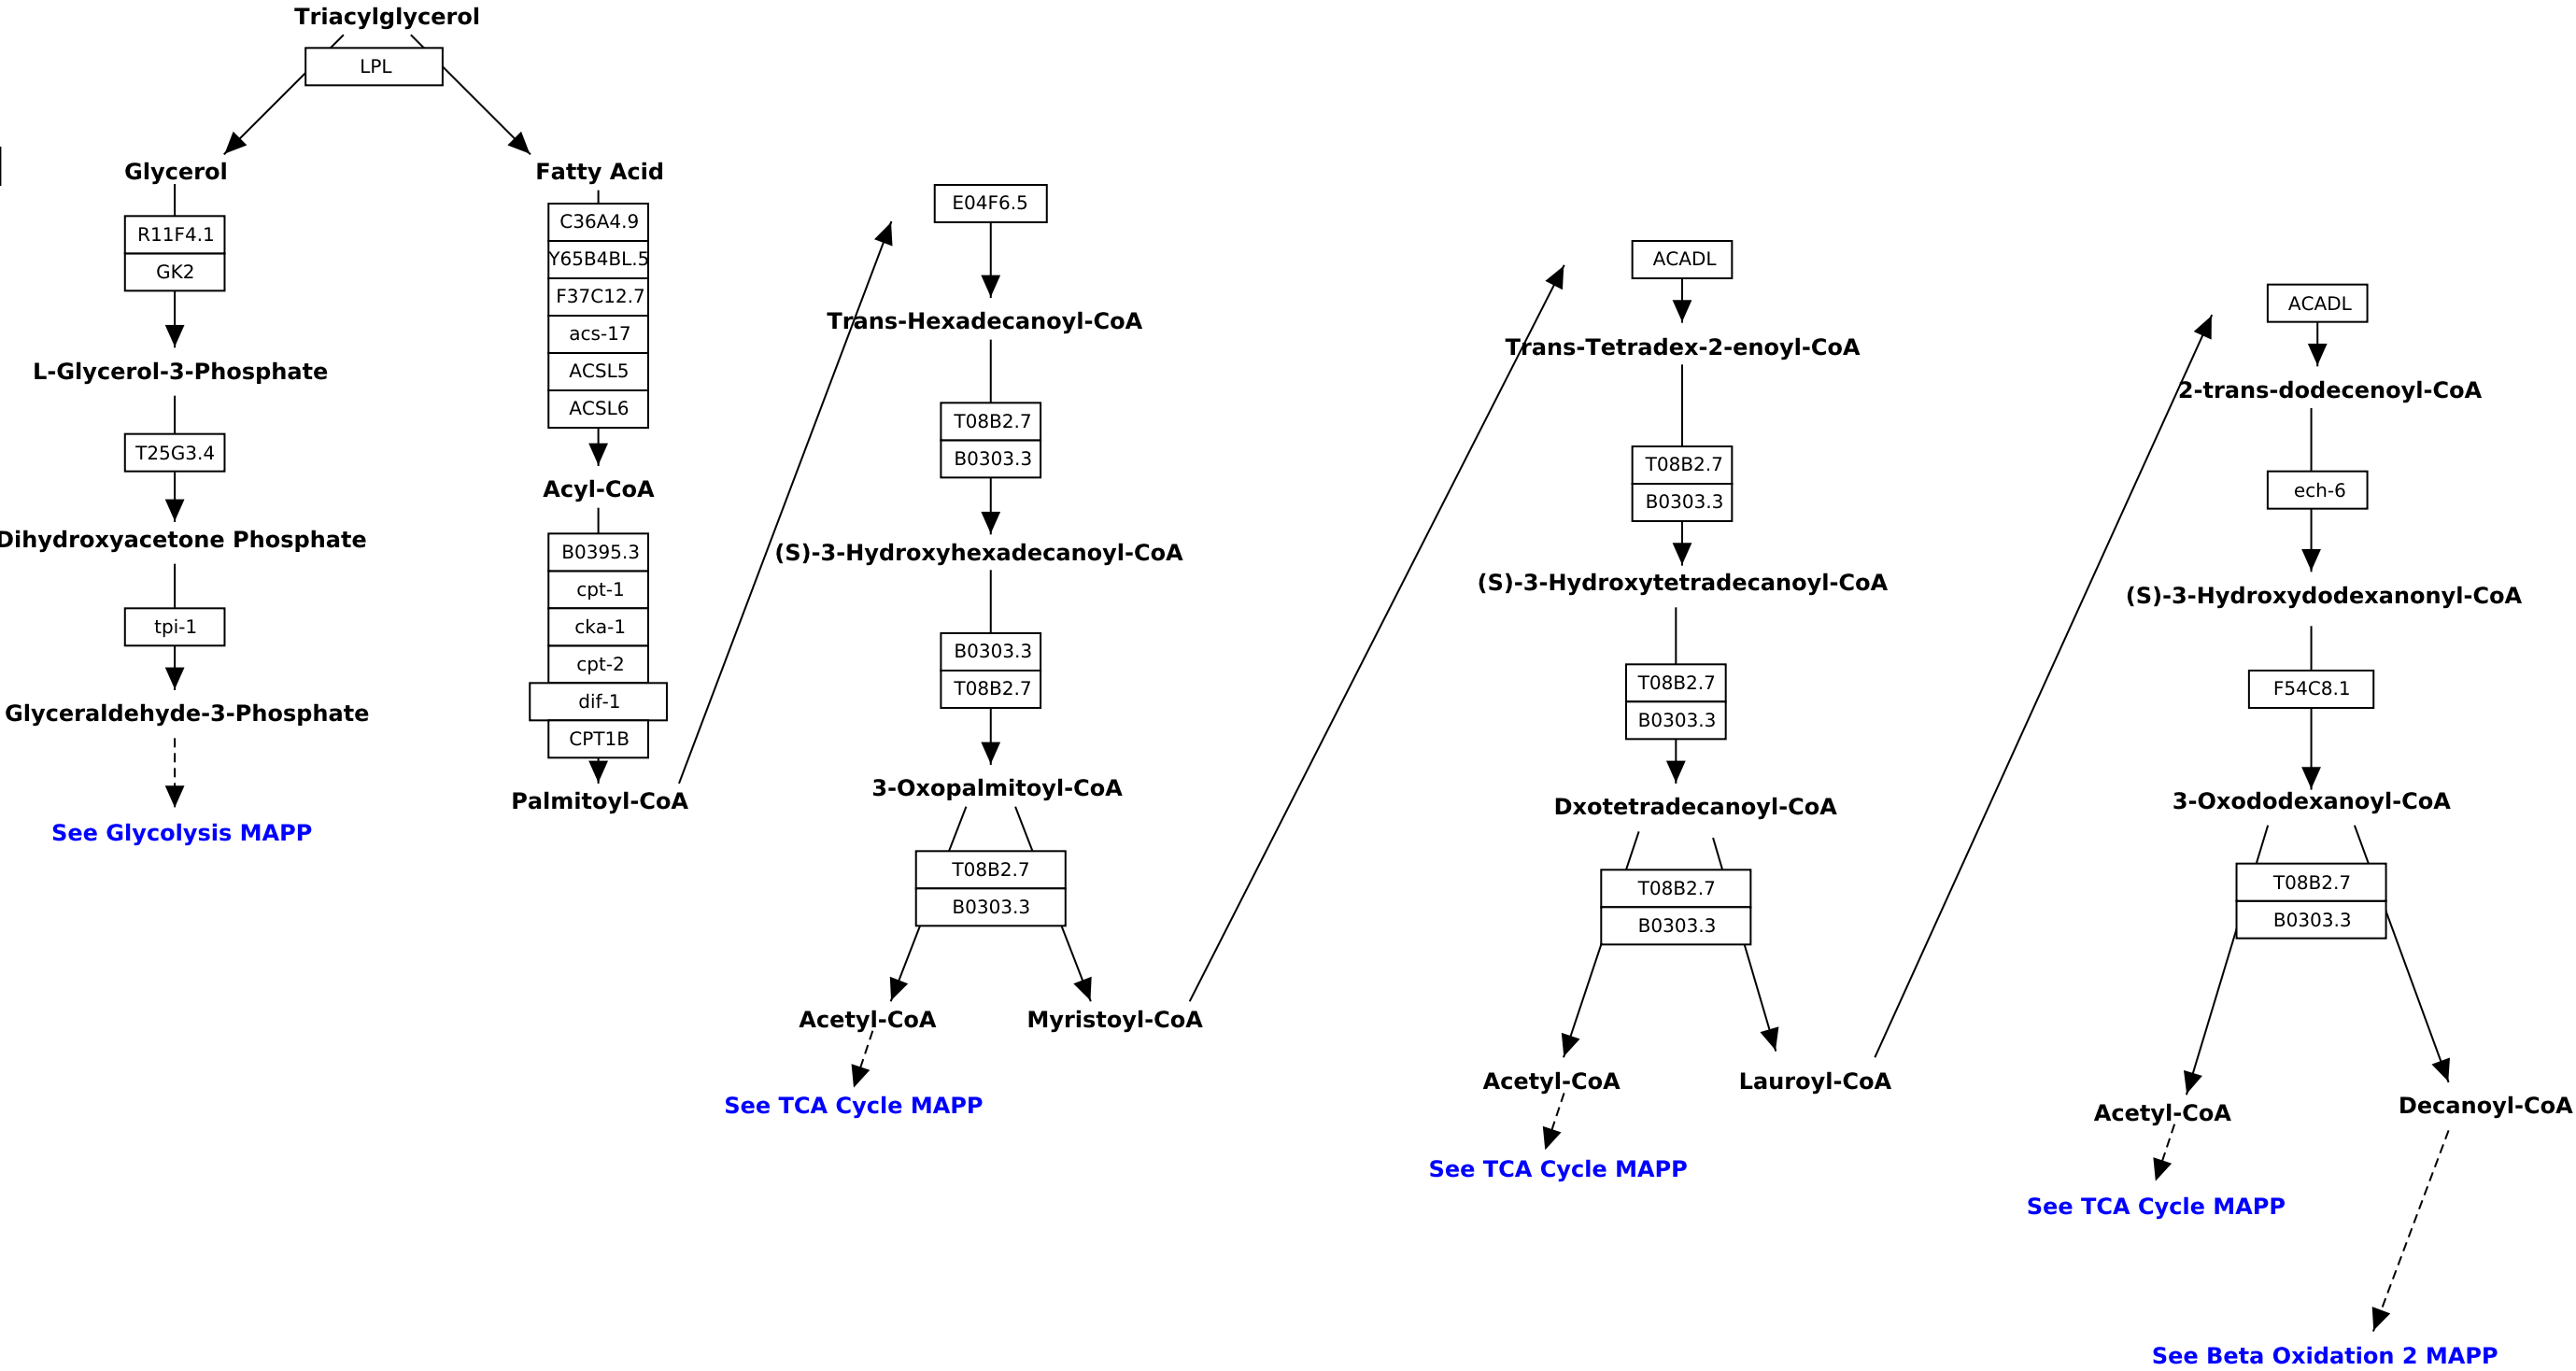 Triacylglycerol
LPL
Glycerol
R11F4.1
GK2
L-Glycerol-3-Phosphate
T25G3.4
Dihydroxyacetone Phosphate
tpi-1
Glyceraldehyde-3-Phosphate
See Glycolysis MAPP
Fatty Acid
C36A4.9
Y65B4BL.5
F37C12.7
acs-17
ACSL5
ACSL6
Acyl-CoA
B0395.3
cpt-1
cka-1
cpt-2
dif-1
CPT1B
Palmitoyl-CoA
E04F6.5
Trans-Hexadecanoyl-CoA
T08B2.7
B0303.3
(S)-3-Hydroxyhexadecanoyl-CoA
B0303.3
T08B2.7
3-Oxopalmitoyl-CoA
T08B2.7
B0303.3
Acetyl-CoA
Myristoyl-CoA
See TCA Cycle MAPP
ACADL
Trans-Tetradex-2-enoyl-CoA
T08B2.7
B0303.3
(S)-3-Hydroxytetradecanoyl-CoA
T08B2.7
B0303.3
Dxotetradecanoyl-CoA
T08B2.7
B0303.3
Acetyl-CoA
Lauroyl-CoA
See TCA Cycle MAPP
ACADL
2-trans-dodecenoyl-CoA
ech-6
(S)-3-Hydroxydodexanonyl-CoA
F54C8.1
3-Oxododexanoyl-CoA
T08B2.7
B0303.3
Acetyl-CoA
Decanoyl-CoA
See TCA Cycle MAPP
See Beta Oxidation 2 MAPP